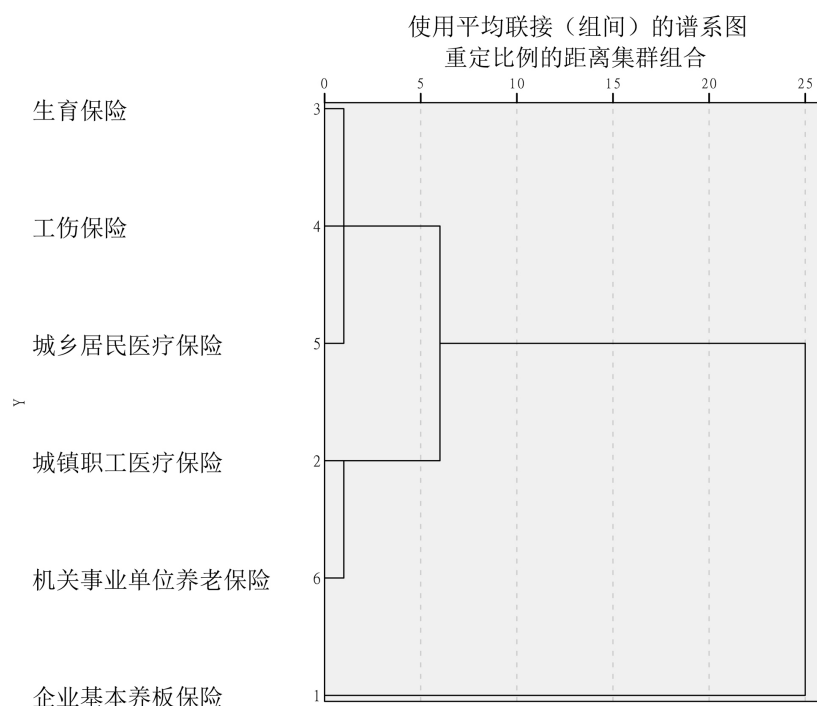 使用平均联接（组间）的谱系图
重定比例的距离集群组合
0 5 10 15 20 25
生育保险 3
工伤保险 4
城乡居民医疗保险 5
Y
城镇职工医疗保险 2
机关事业单位养老保险 6
企业基本养板保险 1